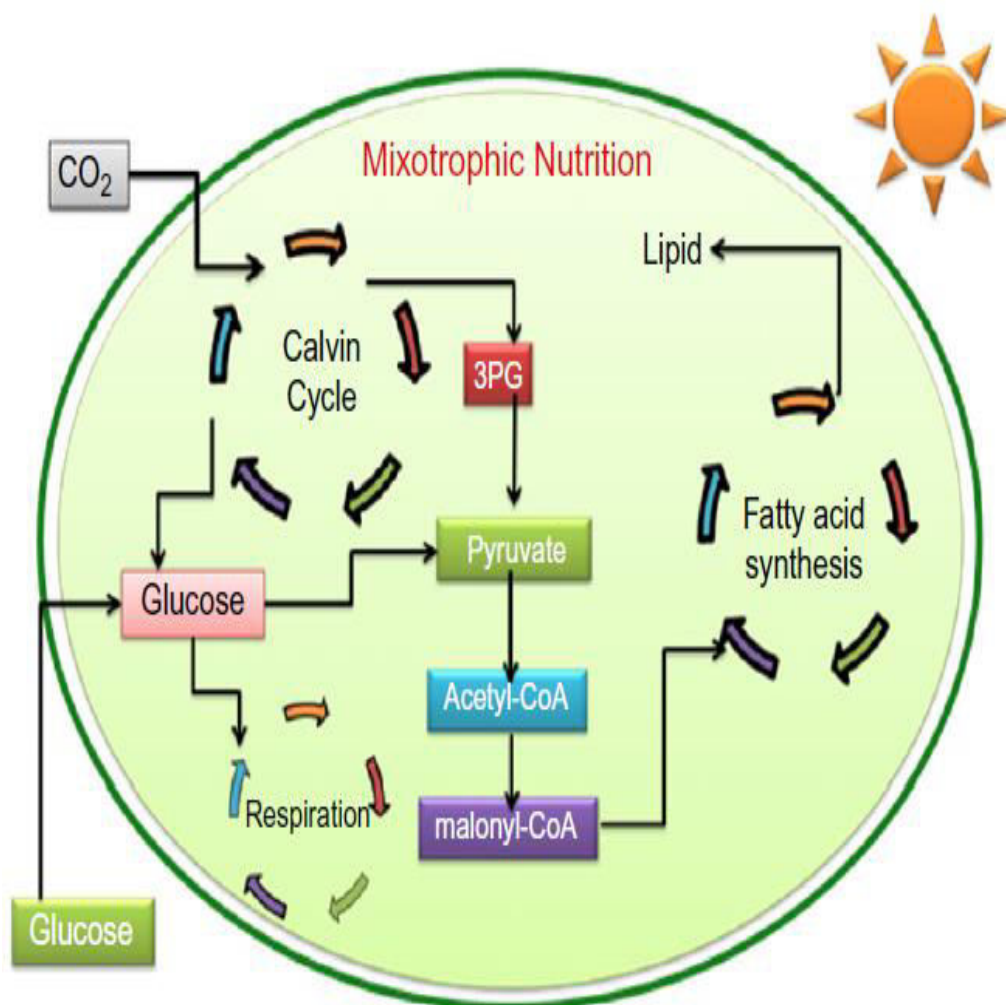 Mixotrophic Nutrition
CO₂
Lipid
Calvin
Cycle
3PG
Fatty acid
synthesis
Pyruvate
Glucose
Acetyl-CoA
Respiration
malonyl-CoA
Glucose